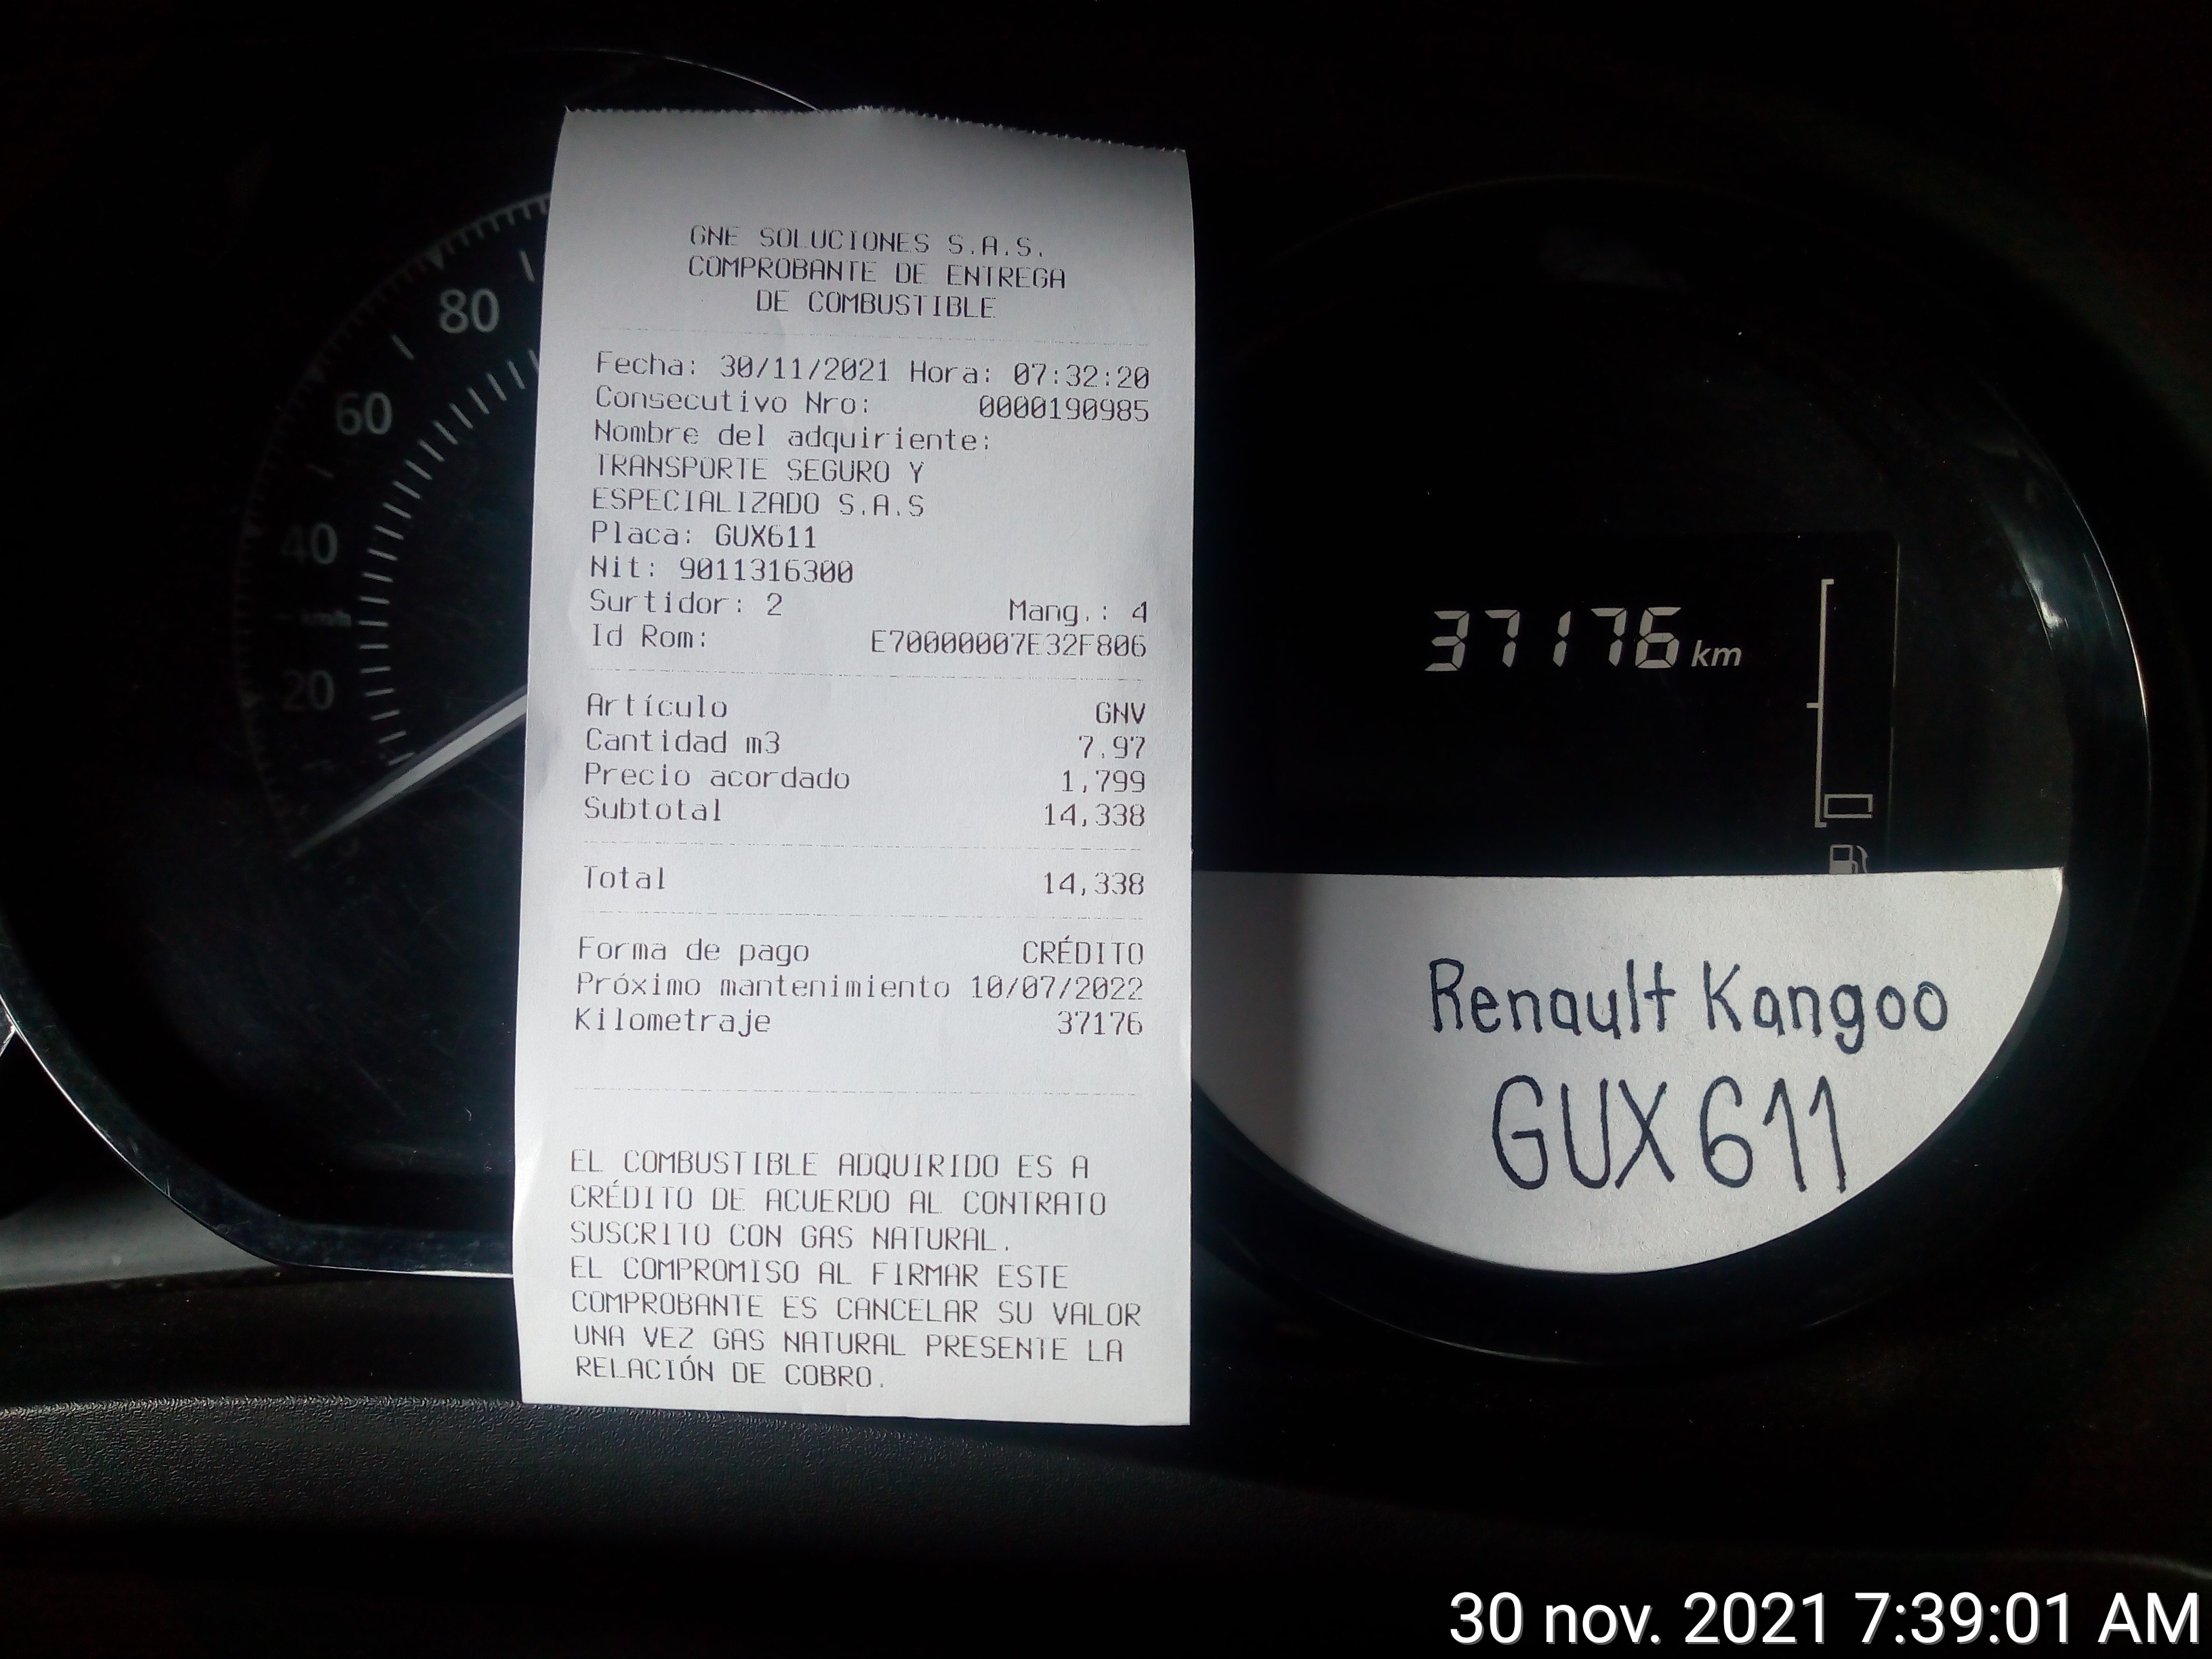 GNE SOLUCIONES S.A.S.
COMPROBANTE DE ENTREGA
DE COMBUSTIBLE
Fecha: 30/11/2021 Hora: 07:32:20
Consecutivo Nro: 0000190985
Nombre del adquiriente:
TRANSPORTE SEGURO Y
ESPECIALIZADO S.A.S
Placa: GUX611
Nit: 9011316300
Surtidor: 2 Mang.: 4
Id Rom: E70000007E32F806
Artículo GNV
Cantidad m3 7,97
Precio acordado 1,799
Subtotal 14,338
Total 14,338
Forma de pago CRÉDITO
Próximo mantenimiento 10/07/2022
Kilometraje 37176
EL COMBUSTIBLE ADQUIRIDO ES A
CRÉDITO DE ACUERDO AL CONTRATO
SUSCRITO CON GAS NATURAL.
EL COMPROMISO AL FIRMAR ESTE
COMPROBANTE ES CANCELAR SU VALOR
UNA VEZ GAS NATURAL PRESENTE LA
RELACIÓN DE COBRO.
80
60
40
km/h
20
37176 km
Renault Kangoo
GUX611
30 nov. 2021 7:39:01 AM